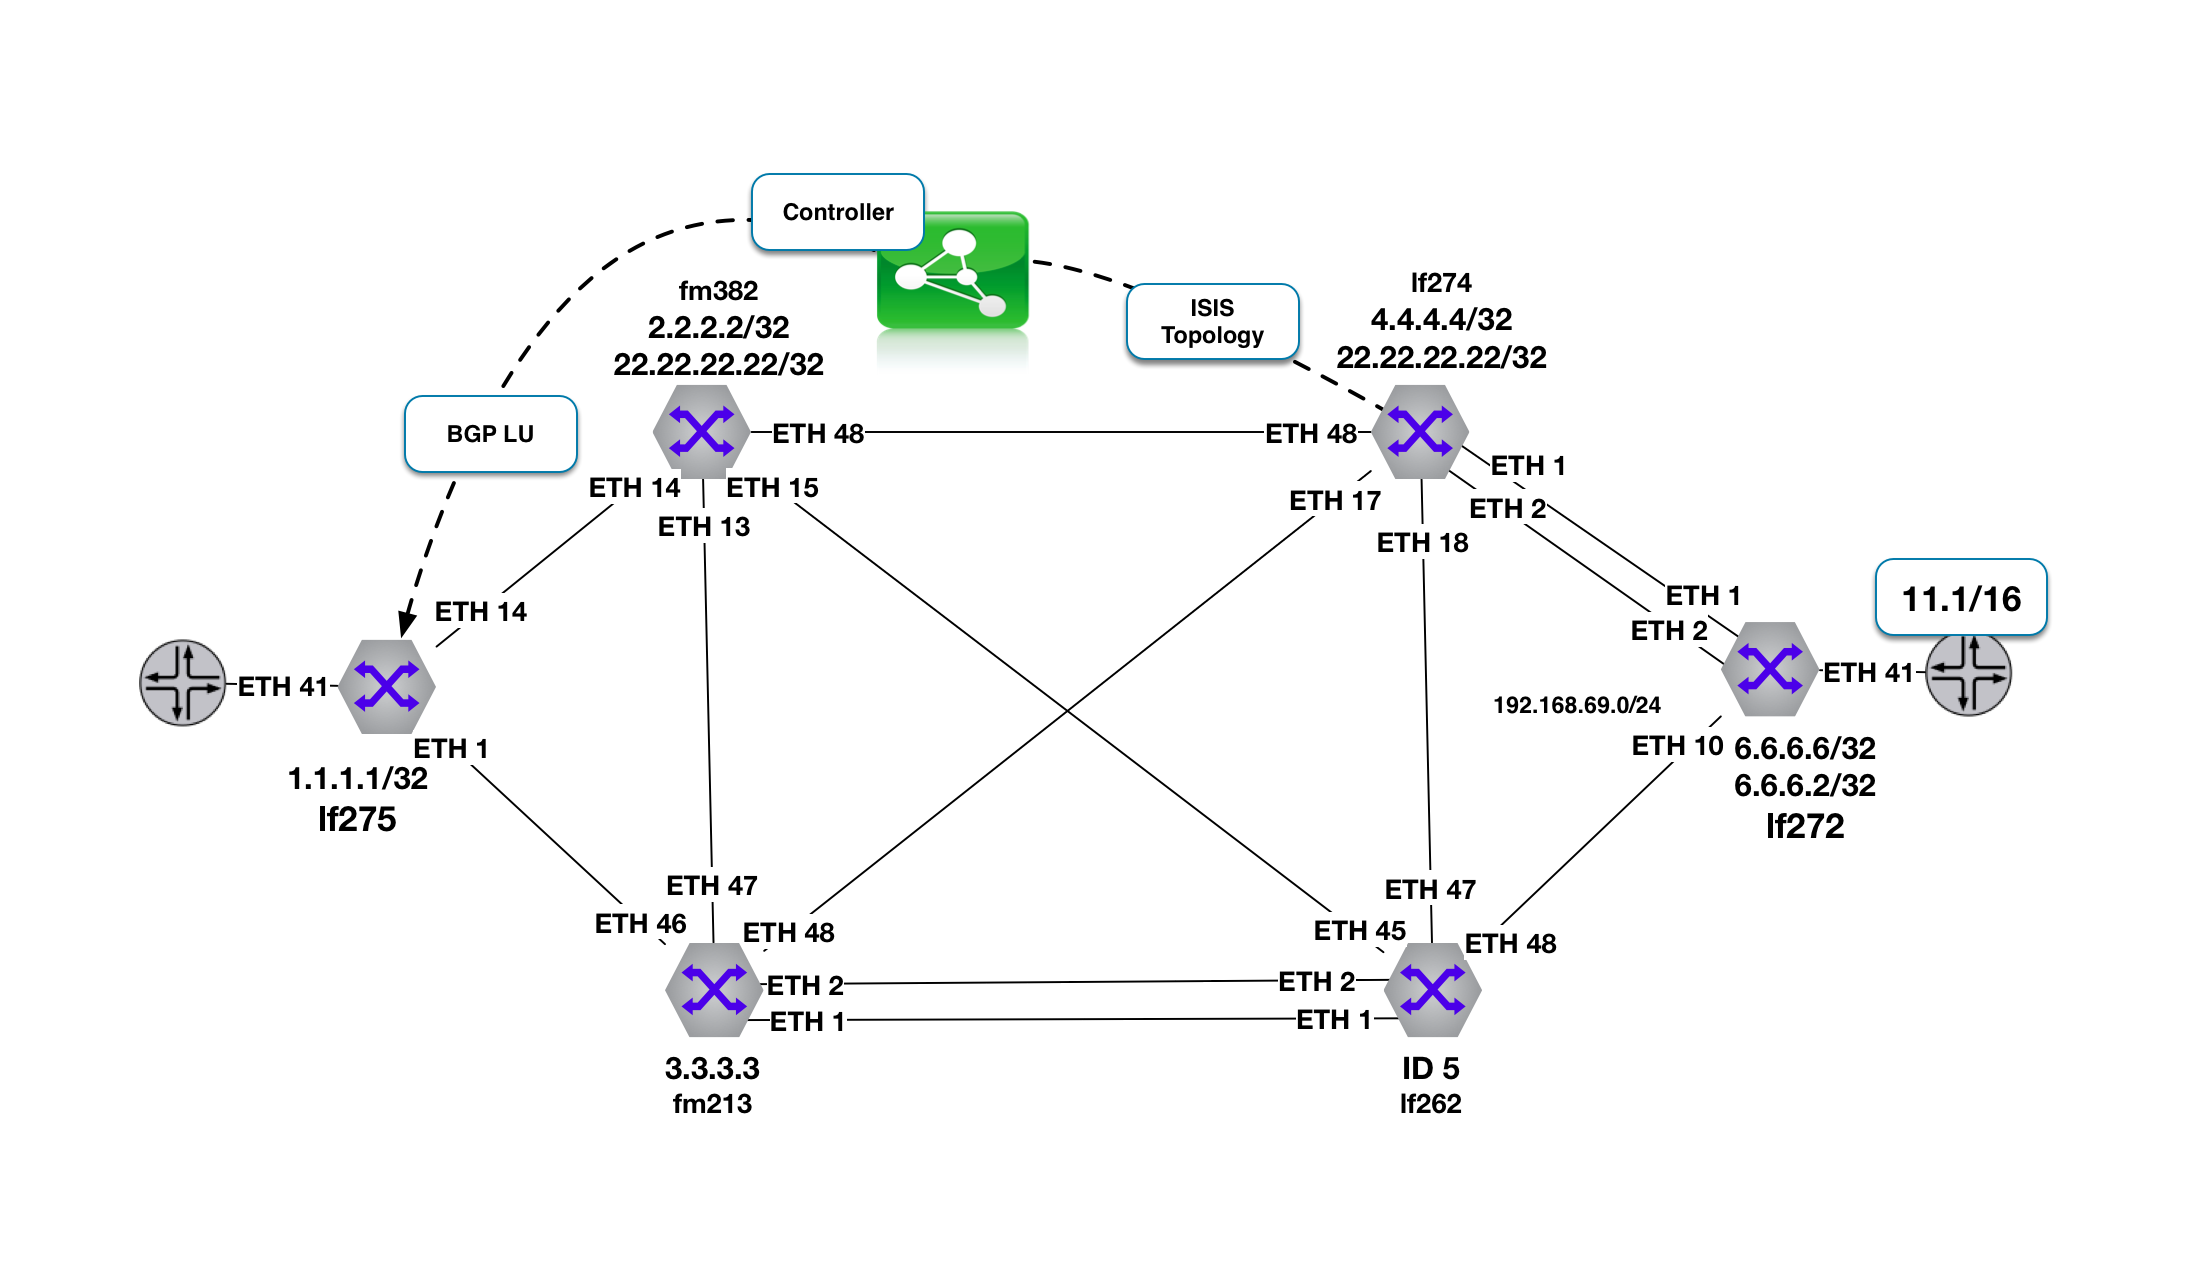 Controller
fm382
2.2.2.2/32
22.22.22.22/32
ISIS
Topology
lf274
4.4.4.4/32
22.22.22.22/32
BGP LU
ETH 48
ETH 48
ETH 14
ETH 15
ETH 13
ETH 17
ETH 18
ETH 1
ETH 2
ETH 14
ETH 1
ETH 2
11.1/16
ETH 41
ETH 41
ETH 1
1.1.1.1/32
lf275
192.168.69.0/24
ETH 10
6.6.6.6/32
6.6.6.2/32
lf272
ETH 47
ETH 46
ETH 48
ETH 47
ETH 45
ETH 48
ETH 2
ETH 2
ETH 1
ETH 1
3.3.3.3
fm213
ID 5
lf262